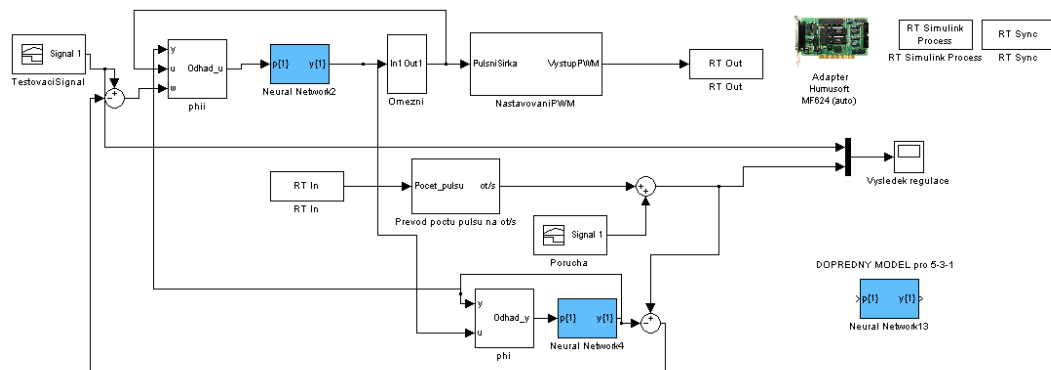 Signal 1
TestovaciSignal
y
u
w
Odhad_u
phii
p{1}
y{1}
Neural Network2
In1 Out1
Omezni
PulsniSirka
VystupPWM
NastavovaniPWM
RT Out
RT Out
Adapter
Humusoft
MF624 (auto)
RT Simulink
Process
RT Simulink Process
RT Sync
RT Sync
RT In
RT In
Pocet_pulsu
ot/s
Prevod poctu pulsu na ot/s
Signal 1
Porucha
Vysledek regulace
y
u
Odhad_y
phi
p{1}
y{1}
Neural Network4
DOPREDNY MODEL pro 5-3-1
p{1}
y{1}
Neural Network13